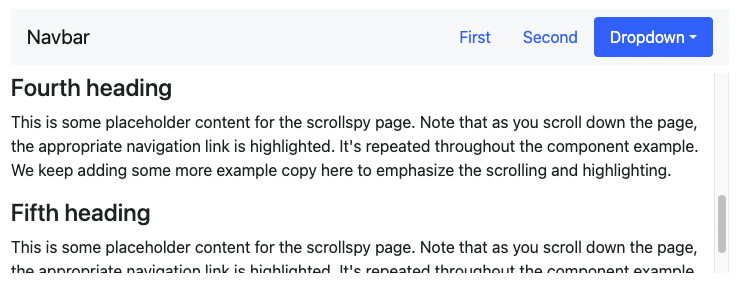 Navbar First Second Dropdown
Fourth heading
This is some placeholder content for the scrollspy page. Note that as you scroll down the page,
the appropriate navigation link is highlighted. It's repeated throughout the component example.
We keep adding some more example copy here to emphasize the scrolling and highlighting.
Fifth heading
This is some placeholder content for the scrollspy page. Note that as you scroll down the page,
the appropriate navigation link is highlighted. It's repeated throughout the component example.